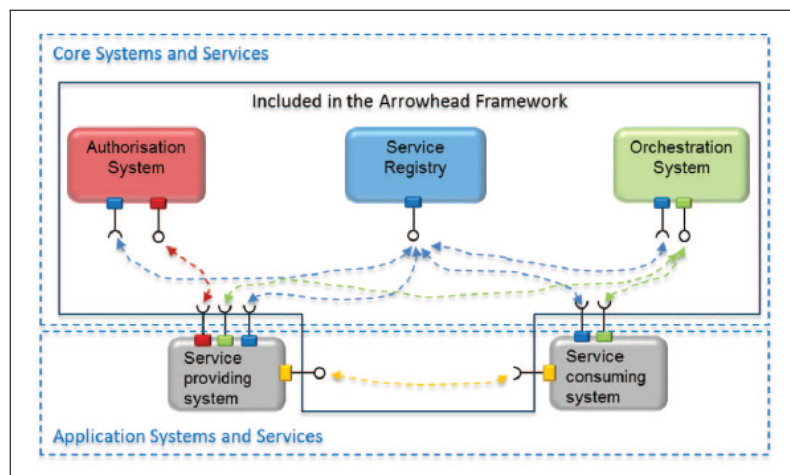 Core Systems and Services
Included in the Arrowhead Framework
Authorisation
System
Service
Registry
Orchestration
System
Service
providing
system
Service
consuming
system
Application Systems and Services